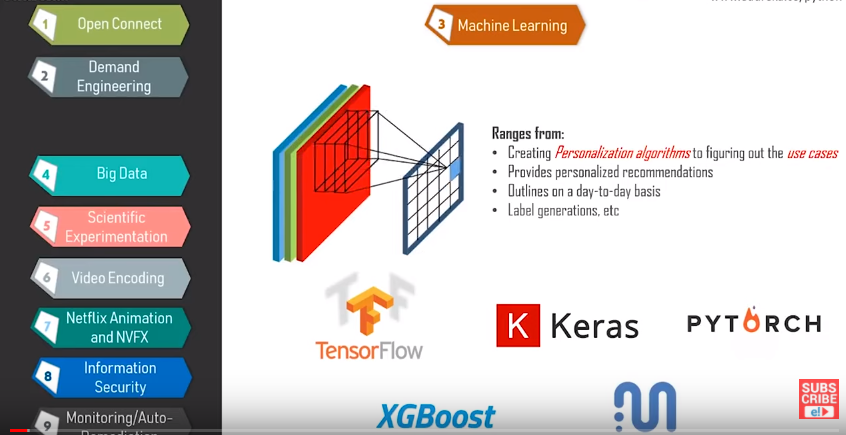 1 Open Connect
2 Demand
Engineering
4 Big Data
5 Scientific
Experimentation
6 Video Encoding
7 Netflix Animation
and NVFX
8 Information
Security
9 Monitoring/Auto-
3 Machine Learning
Ranges from:
• Creating Personalization algorithms to figuring out the use cases
• Provides personalized recommendations
• Outlines on a day-to-day basis
• Label generations, etc
TensorFlow
K Keras
PYTORCH
XGBoost
SUBS
CRIBE
e!